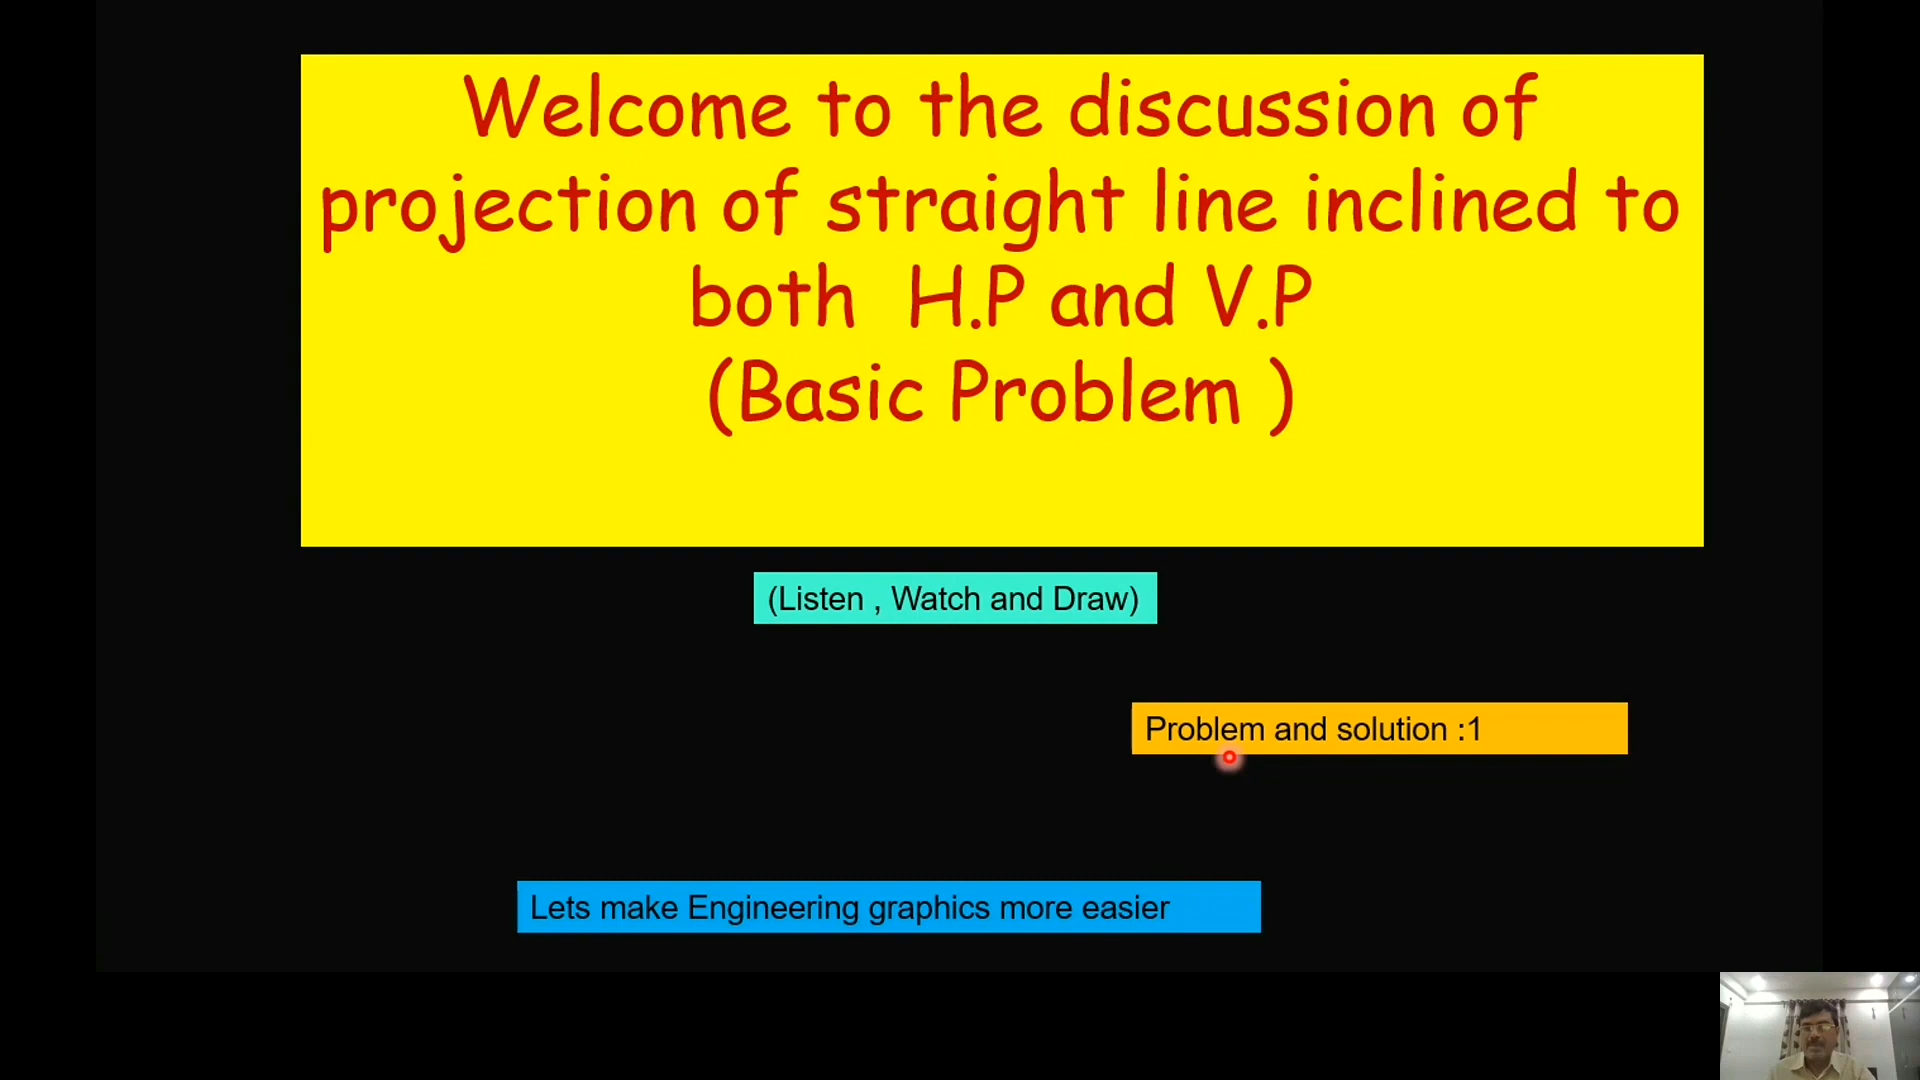 Welcome to the discussion of
projection of straight line inclined to
both H.P and V.P
(Basic Problem )
(Listen , Watch and Draw)
Problem and solution :1
Lets make Engineering graphics more easier